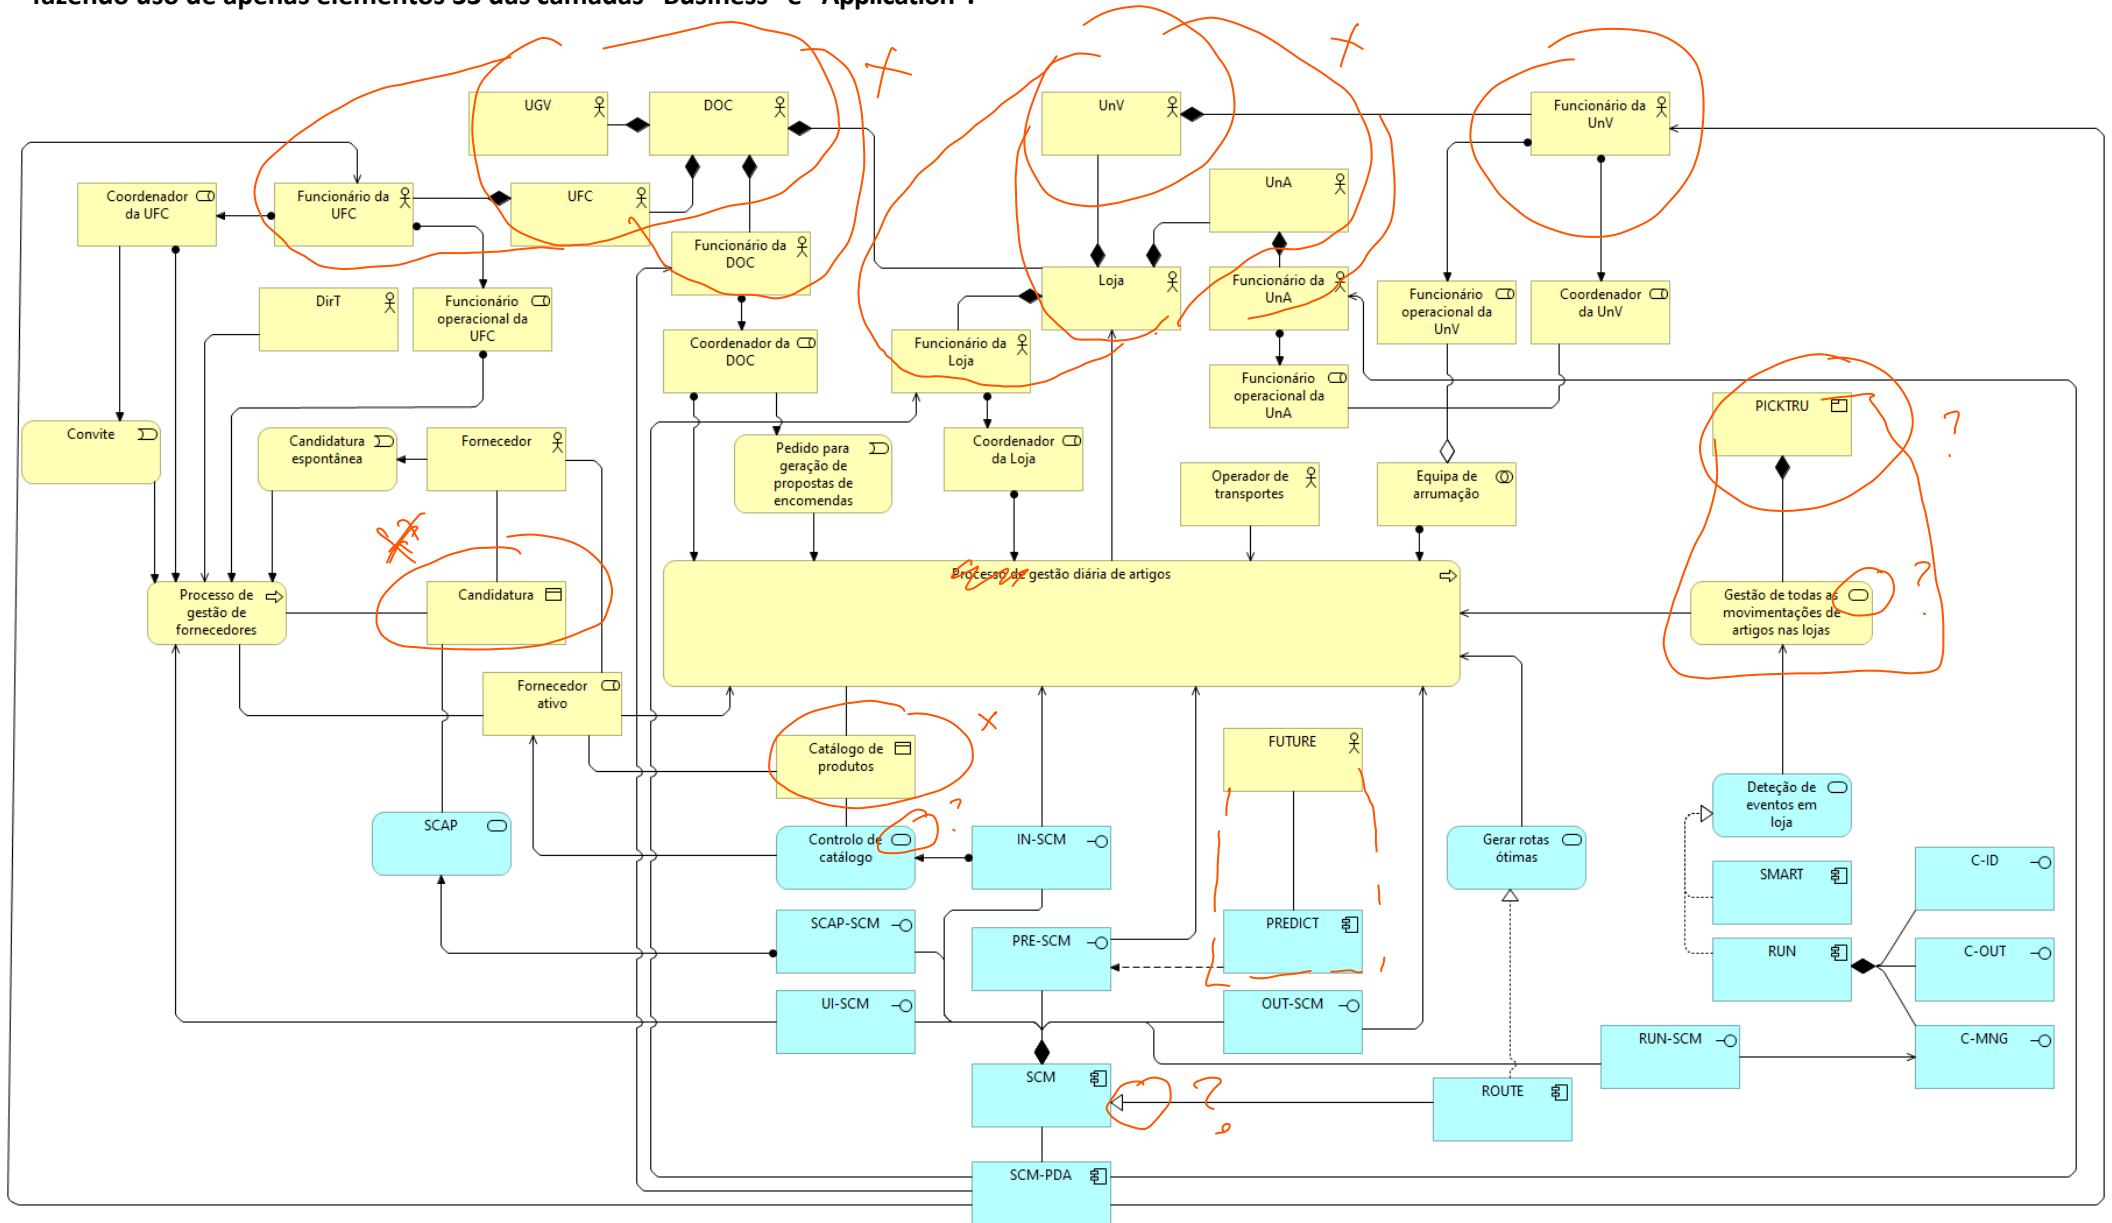 fazendo uso de apenas elementos 33 das camadas "Business" e "Application".
UGV
DOC
UnV
Funcionário da
UnV
Coordenador
da UFC
Funcionário da
UFC
UFC
UnA
Funcionário da
DOC
DirT
Funcionário
operacional da
UFC
Loja
Funcionário da
UnA
Funcionário
operacional da
UnV
Coordenador
da UnV
Coordenador da
DOC
Funcionário da
Loja
Funcionário
operacional da
UnA
PICKTRU
?
Convite
Candidatura
espontânea
Fornecedor
Pedido para
geração de
propostas de
encomendas
Coordenador
da Loja
Operador de
transportes
Equipa de
arrumação
Processo de
gestão de
fornecedores
Candidatura
Processo de gestão diária de artigos
Gestão de todas as
movimentações de
artigos nas lojas
?
Fornecedor
ativo
Catálogo de
produtos
FUTURE
Deteção de
eventos em
loja
SCAP
Controlo de
catálogo
?
IN-SCM
Gerar rotas
ótimas
SMART
C-ID
SCAP-SCM
PRE-SCM
PREDICT
RUN
C-OUT
UI-SCM
OUT-SCM
RUN-SCM
C-MNG
SCM
?
ROUTE
SCM-PDA